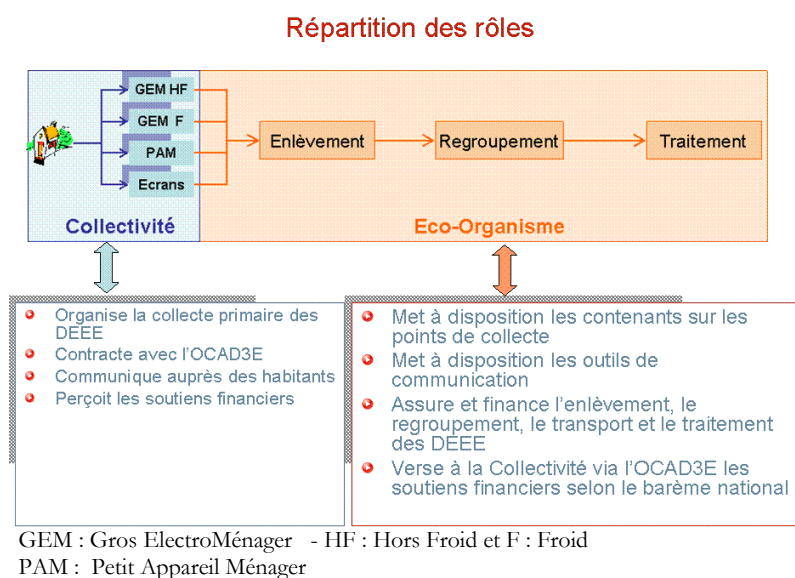 Répartition des rôles
GEM HF
GEM F
PAM
Ecrans
Enlèvement
Regroupement
Traitement
Collectivité
Eco-Organisme
Organise la collecte primaire des
DEEE
Contracte avec l'OCAD3E
Communique auprès des habitants
Perçoit les soutiens financiers
Met à disposition les contenants sur les
points de collecte
Met à disposition les outils de
communication
Assure et finance l'enlèvement, le
regroupement, le transport et le traitement
des DEEE
Verse à la Collectivité via l'OCAD3E les
soutiens financiers selon le barème national
GEM : Gros ElectroMénager - HF : Hors Froid et F : Froid
PAM : Petit Appareil Ménager